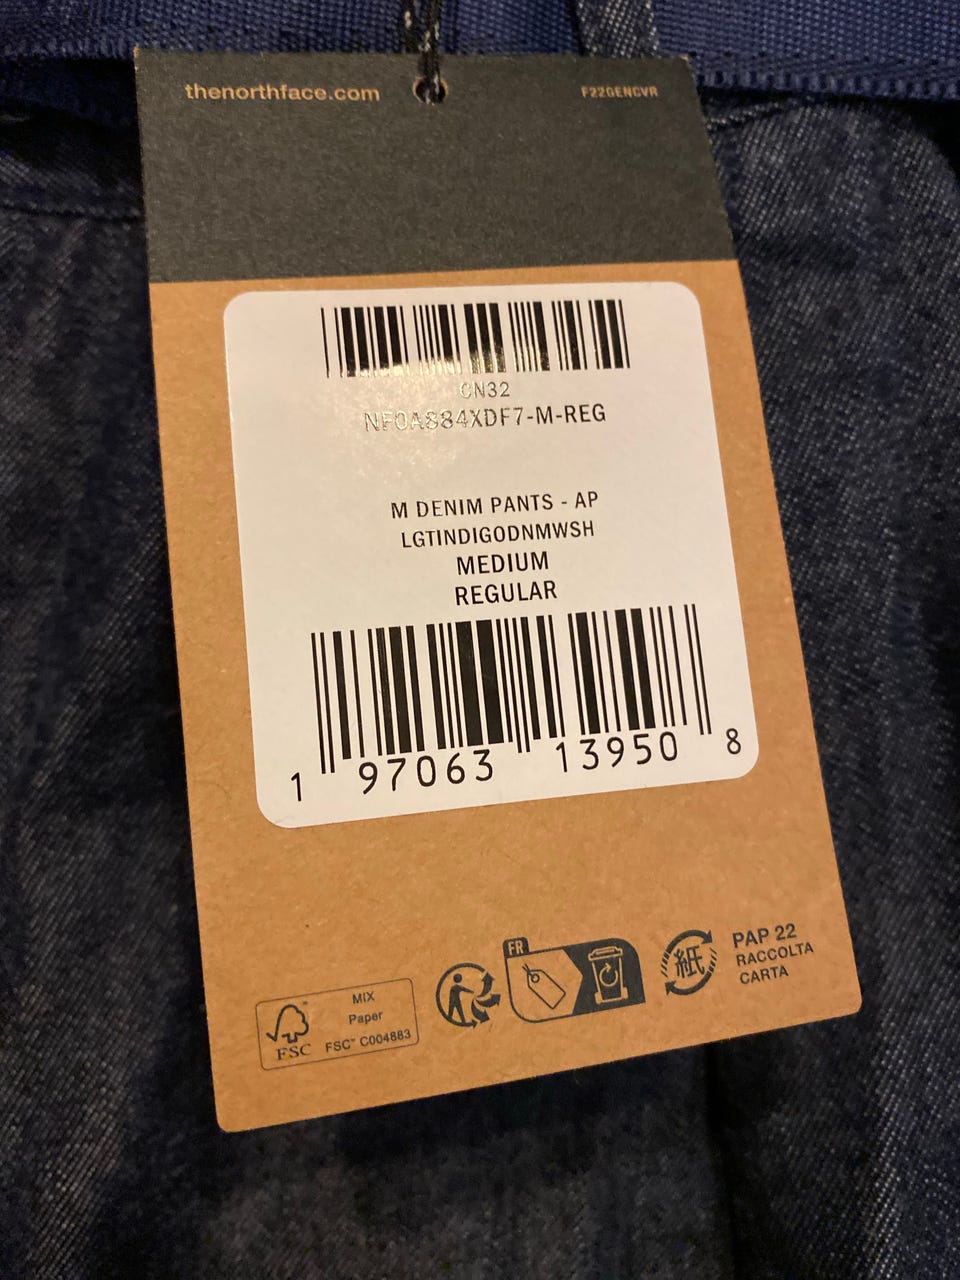 thenorthface.com
F22GENCVR
CN32
NF0A884XDF7-M-REG
M DENIM PANTS - AP
LGTINDIGODNMWSH
MEDIUM
REGULAR
1 97063 13950 8
FR
MIX
Paper
FSC™ C004883
FSC
紙
PAP 22
RACCOLTA
CARTA